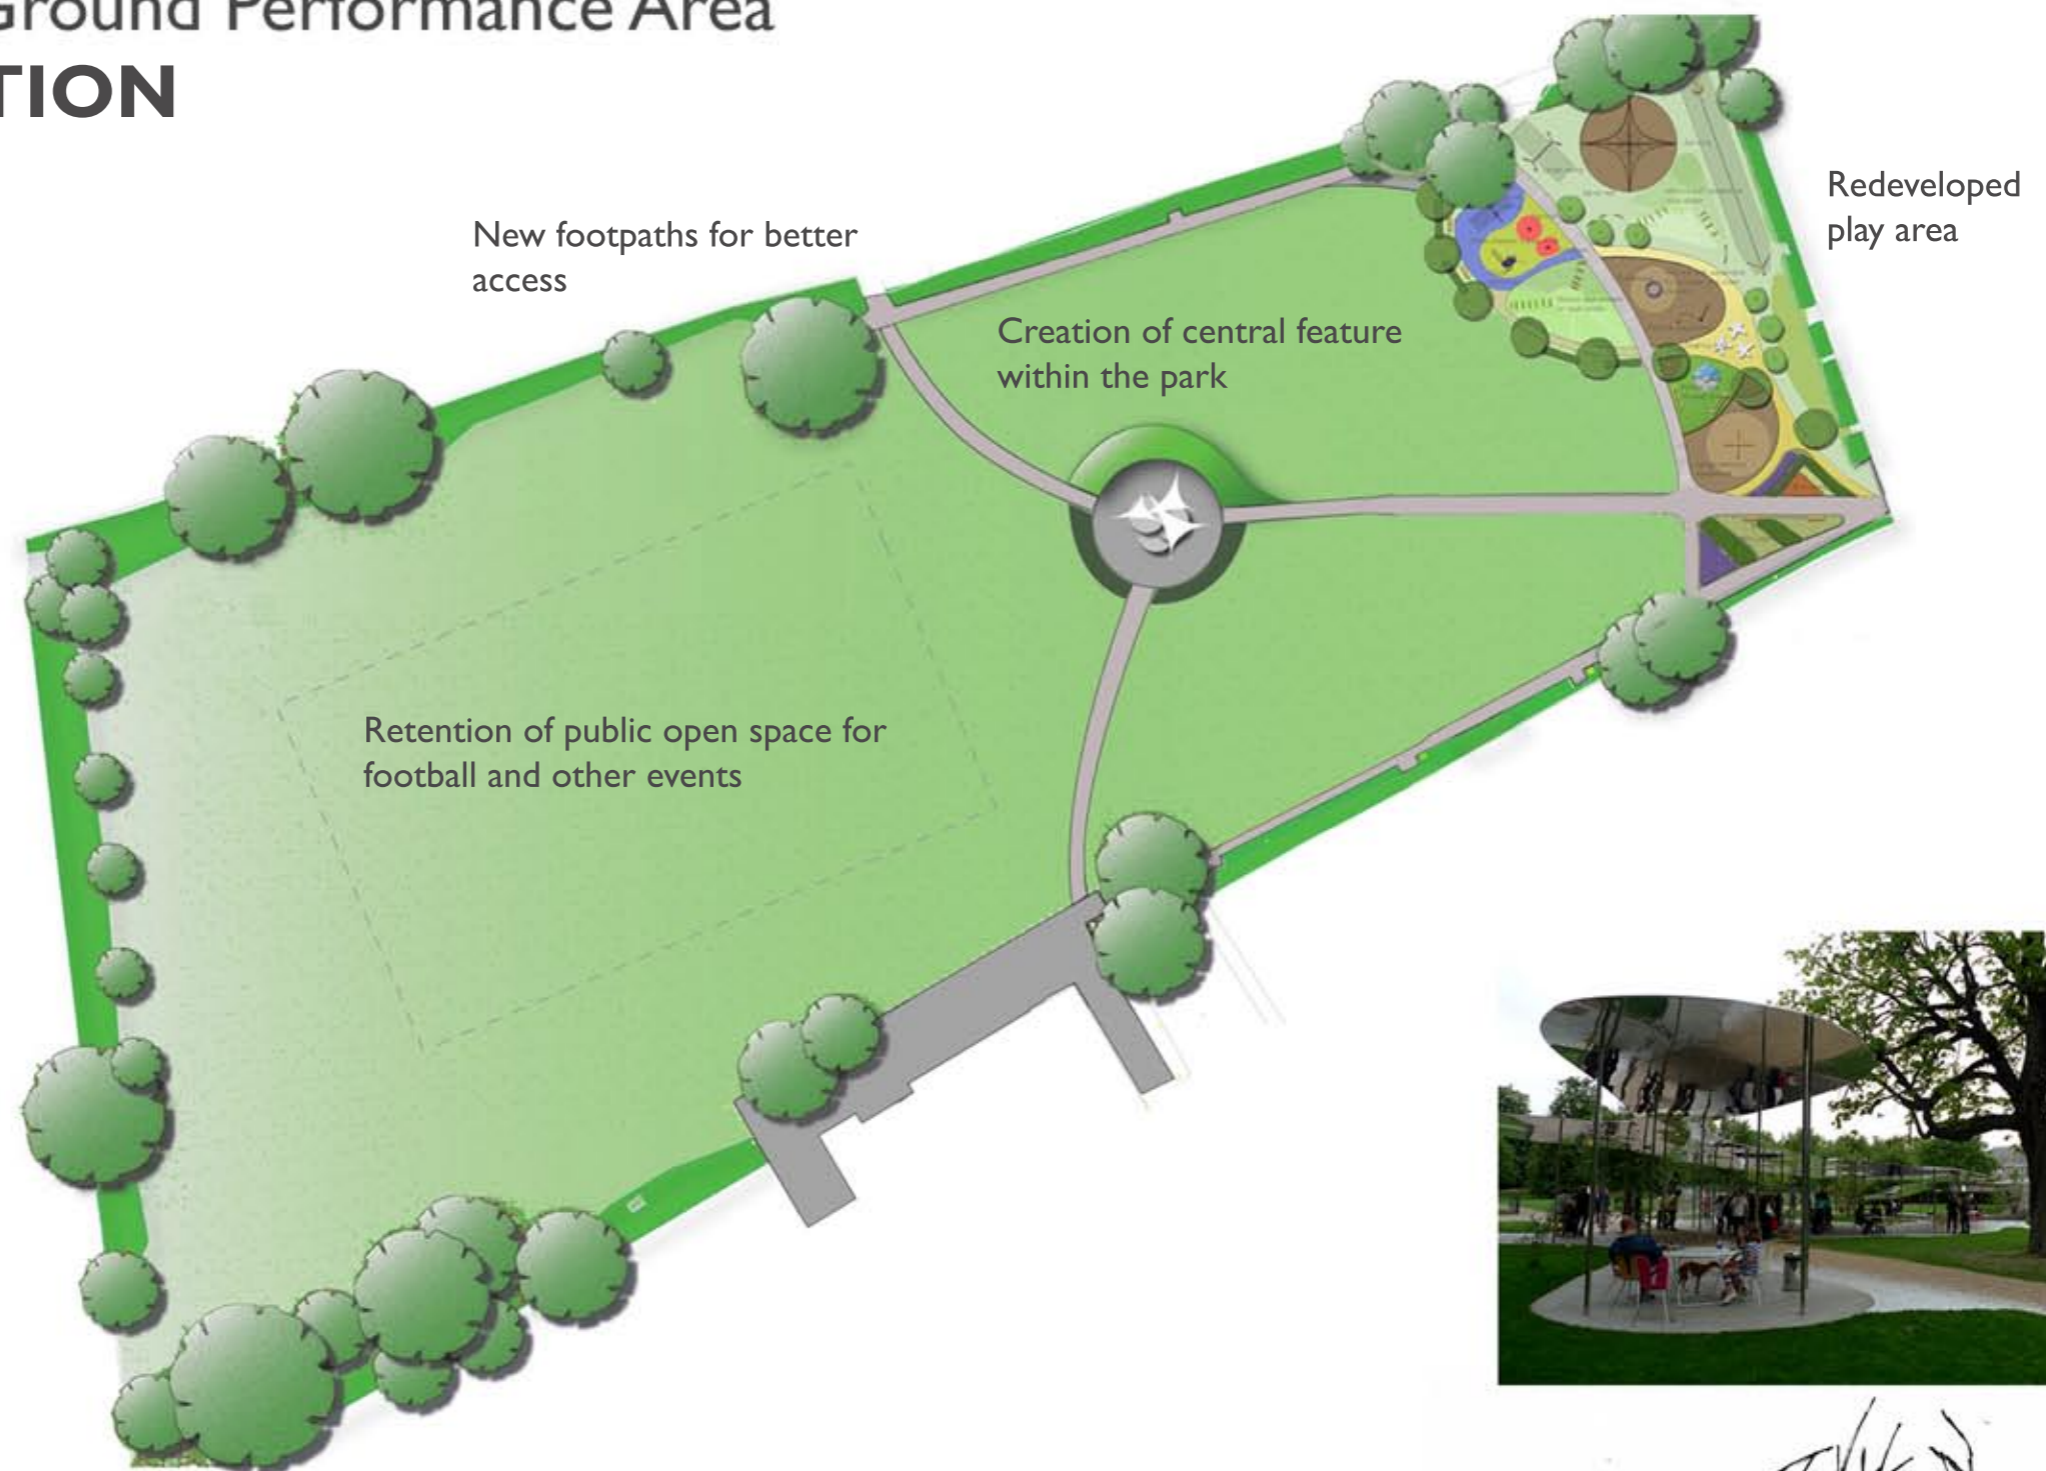 Ground Performance Area
TION
New footpaths for better
access
Redeveloped
play area
Creation of central feature
within the park
Retention of public open space for
football and other events